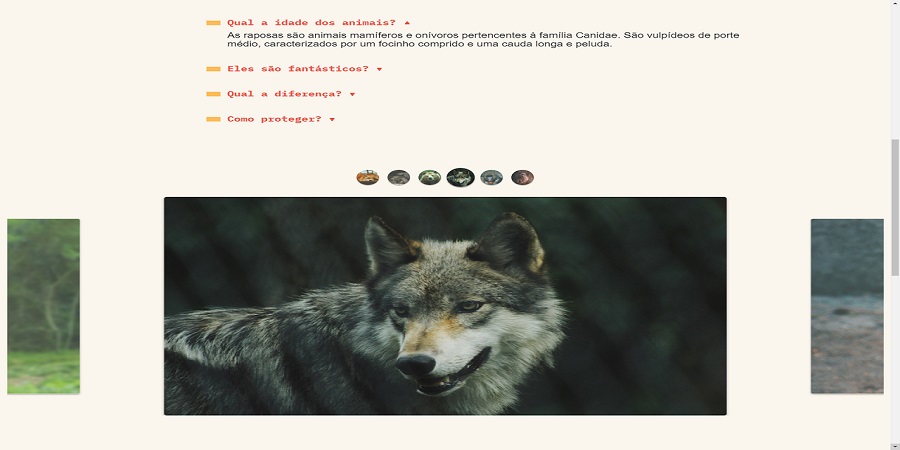 Qual a idade dos animais?
As raposas são animais mamíferos e onívoros pertencentes à família Canidae. São vulpídeos de porte
médio, caracterizados por um focinho comprido e uma cauda longa e peluda.
Eles são fantásticos?
Qual a diferença?
Como proteger?